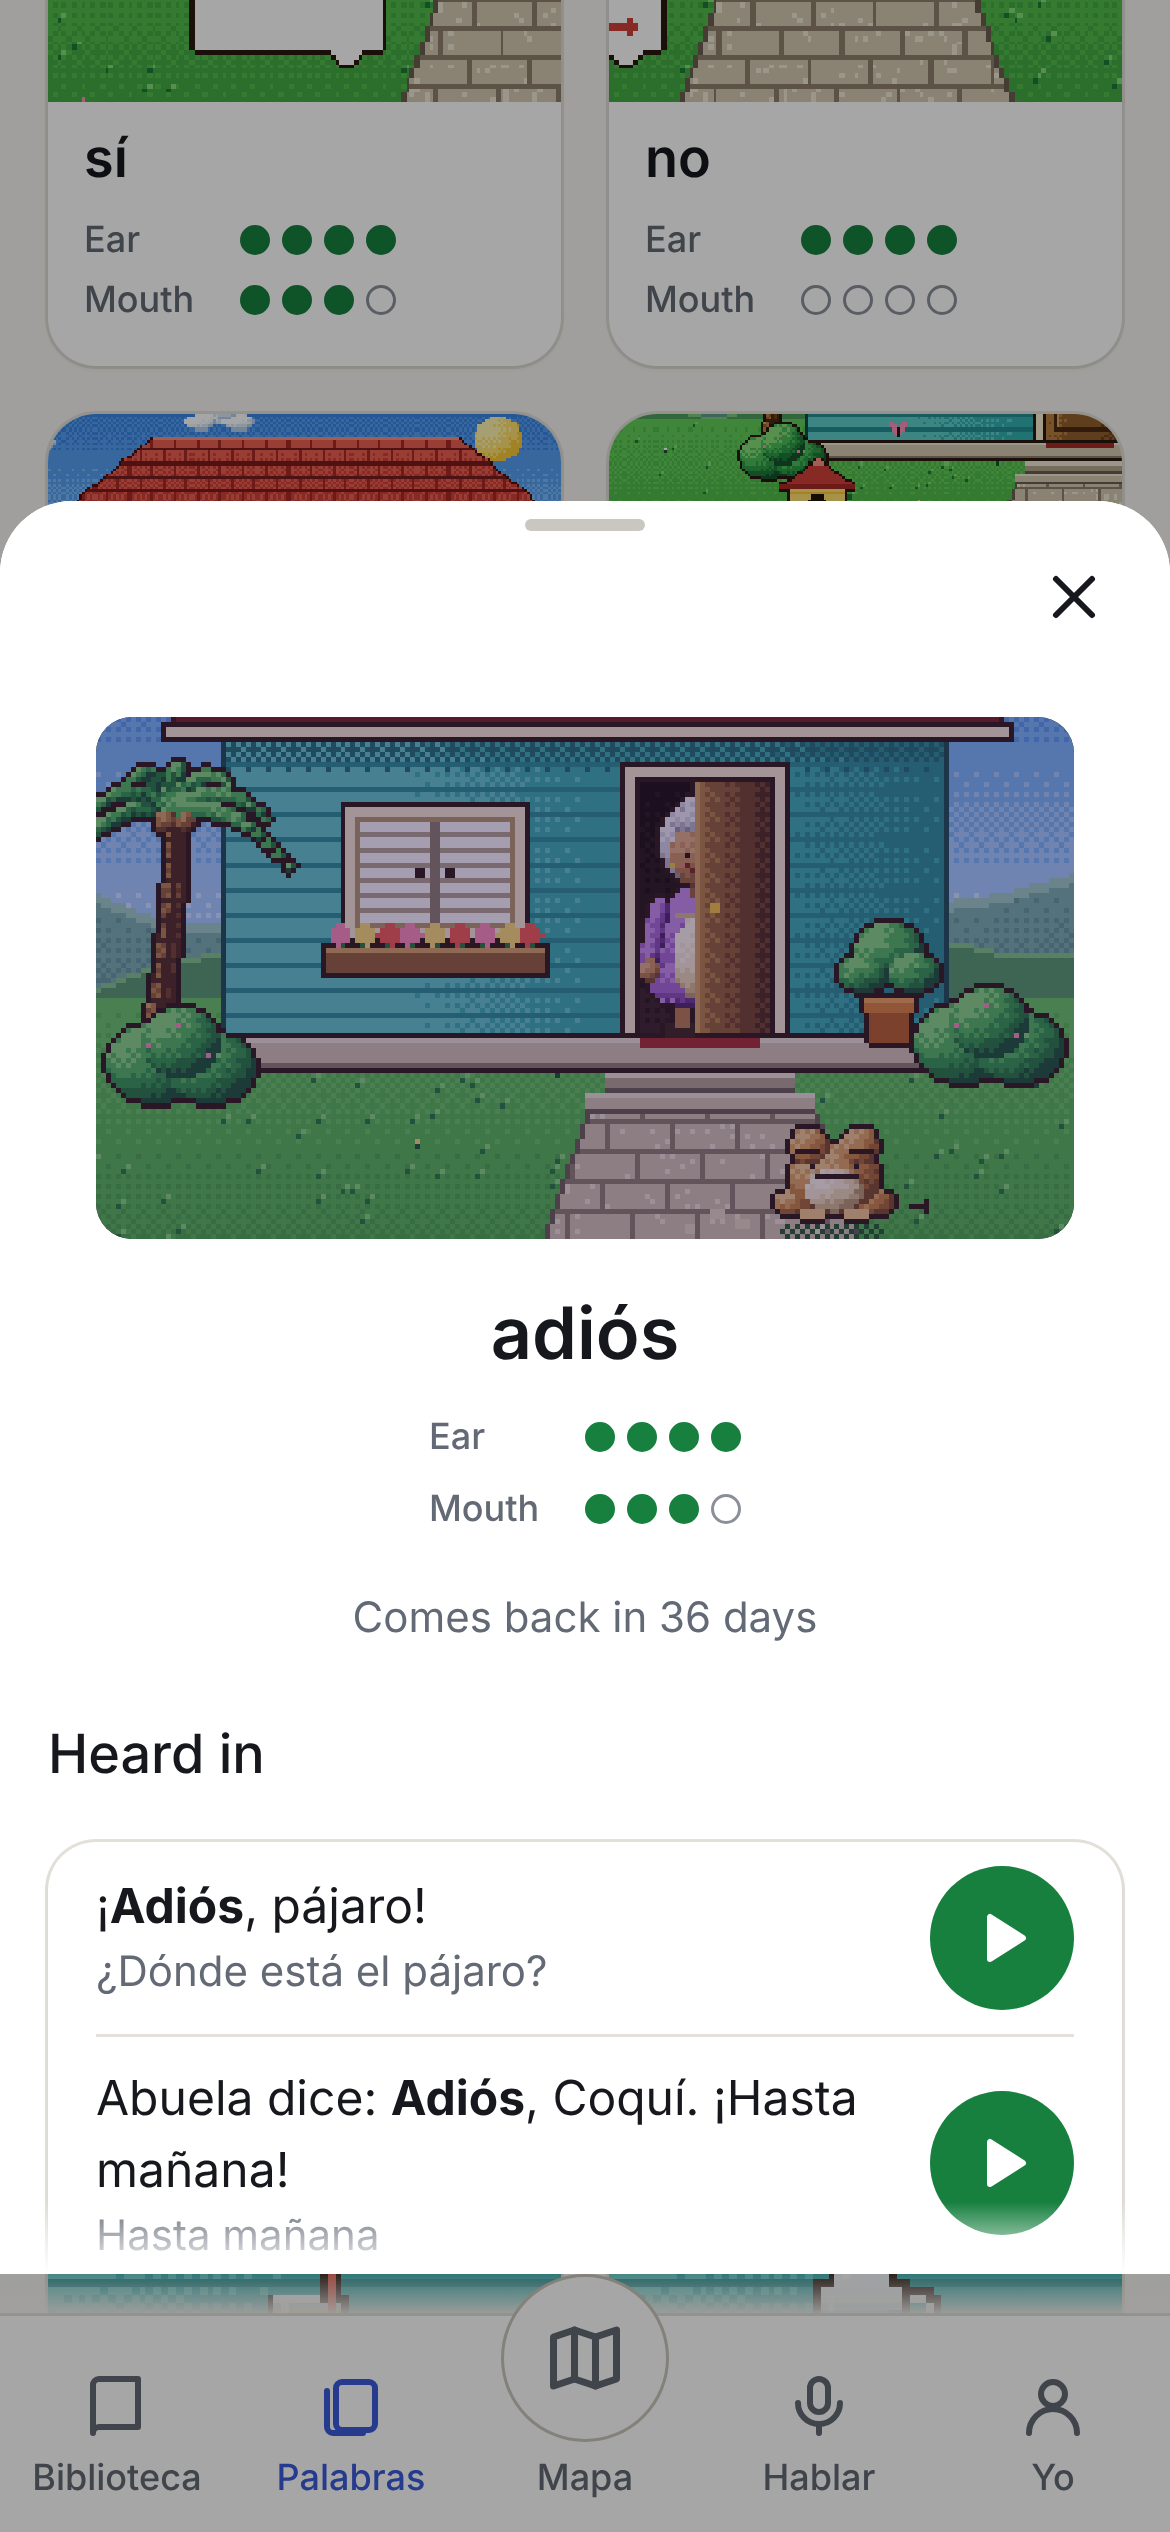 sí
no
Ear
Ear
Mouth
Mouth
adiós
Ear
Mouth
Comes back in 36 days
Heard in
¡Adiós, pájaro!
¿Dónde está el pájaro?
Abuela dice: Adiós, Coquí. ¡Hasta
mañana!
Hasta mañana
Biblioteca
Palabras
Mapa
Hablar
Yo